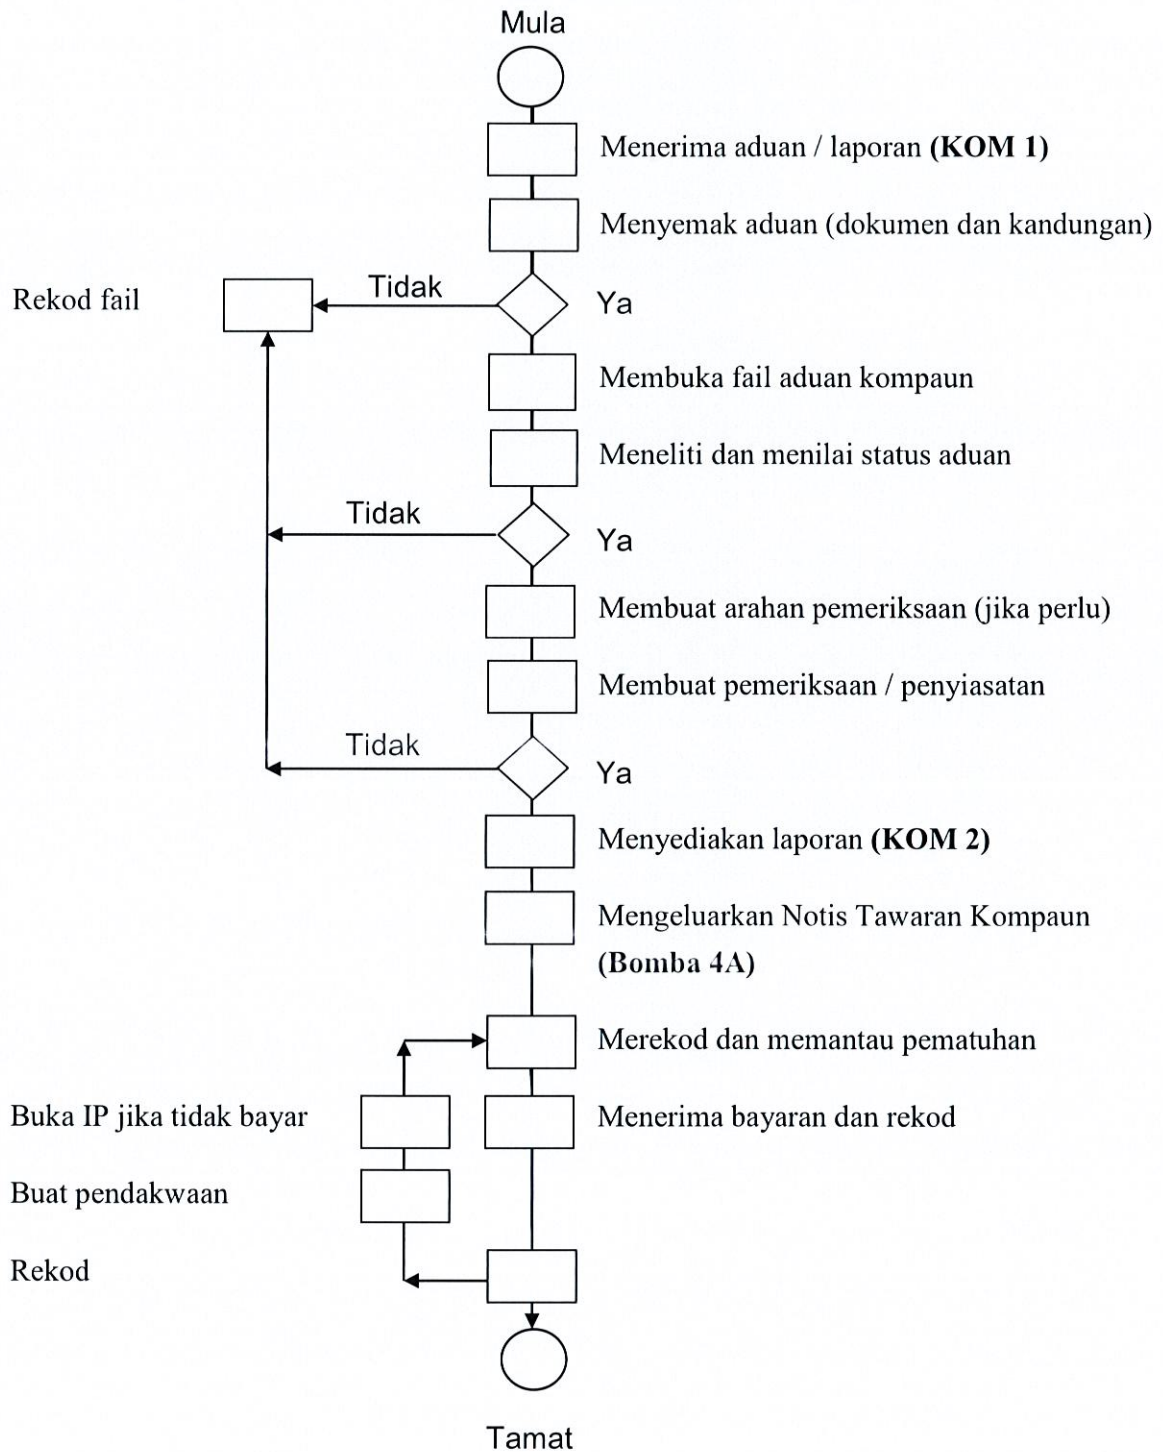 Mula
Menerima aduan / laporan (KOM 1)
Menyemak aduan (dokumen dan kandungan)
Rekod fail
Tidak
Ya
Membuka fail aduan kompaun
Meneliti dan menilai status aduan
Tidak
Ya
Membuat arahan pemeriksaan (jika perlu)
Membuat pemeriksaan / penyiasatan
Tidak
Ya
Menyediakan laporan (KOM 2)
Mengeluarkan Notis Tawaran Kompaun
(Bomba 4A)
Merekod dan memantau pematuhan
Buka IP jika tidak bayar
Menerima bayaran dan rekod
Buat pendakwaan
Rekod
Tamat